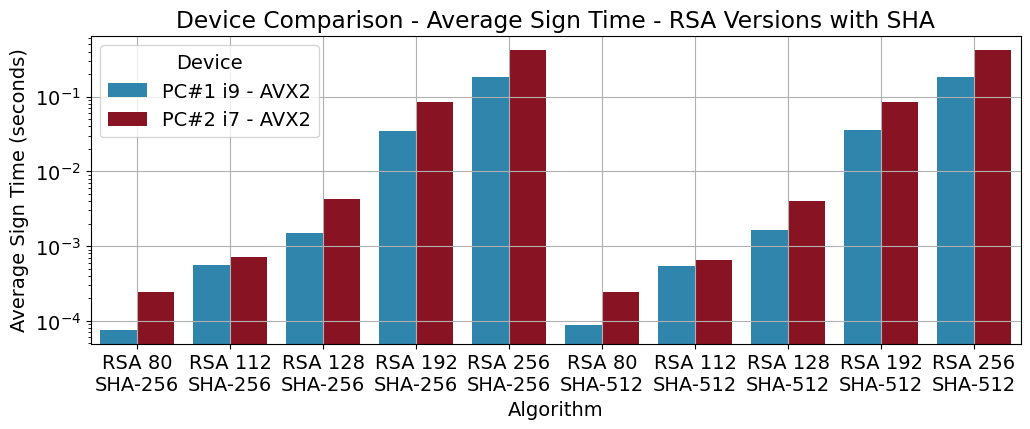 Device Comparison - Average Sign Time - RSA Versions with SHA
Average Sign Time (seconds)
Device
PC#1 i9 - AVX2
PC#2 i7 - AVX2
10⁻¹
10⁻²
10⁻³
10⁻⁴
RSA 80 RSA 112 RSA 128 RSA 192 RSA 256 RSA 80 RSA 112 RSA 128 RSA 192 RSA 256
SHA-256 SHA-256 SHA-256 SHA-256 SHA-256 SHA-512 SHA-512 SHA-512 SHA-512 SHA-512
Algorithm